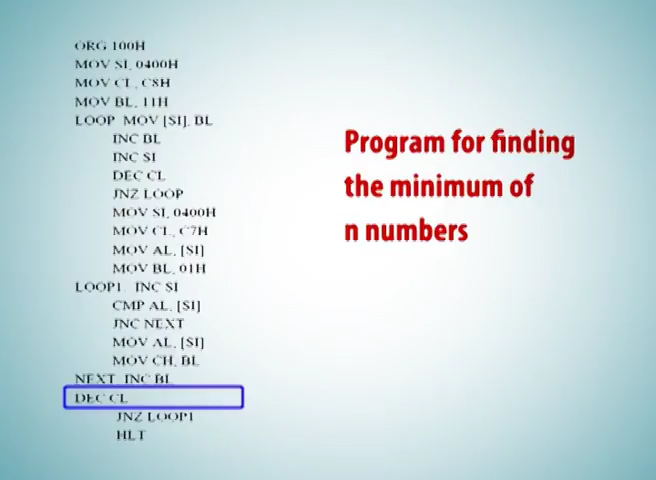 ORG 100H
MOV SI, 0400H
MOV CL, C8H
MOV BL, 11H
LOOP MOV [SI], BL
INC BL
INC SI
DEC CL
JNZ LOOP
MOV SI, 0400H
MOV CL, C7H
MOV AL, [SI]
MOV BL, 01H
LOOP1 INC SI
CMP AL, [SI]
JNC NEXT
MOV AL, [SI]
MOV CH, BL
NEXT INC BL
DEC CL
JNZ LOOP1
HLT
Program for finding
the minimum of
n numbers